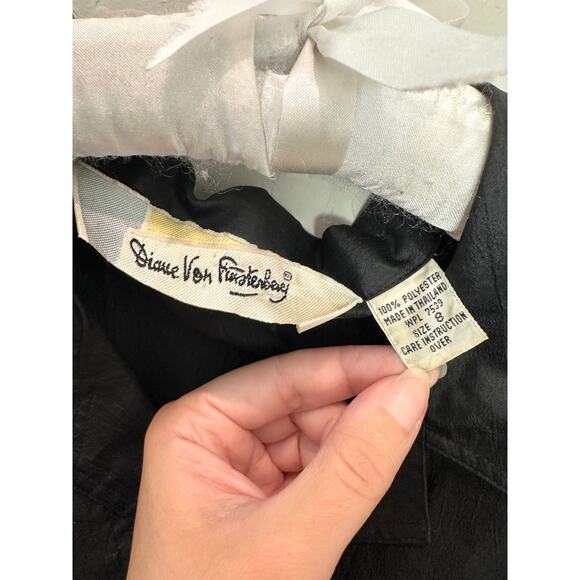 Diane Von Furstenberg ®
100% POLYESTER
MADE IN THAILAND
WPL 7539
SIZE 8
CARE INSTRUCTION
OVER